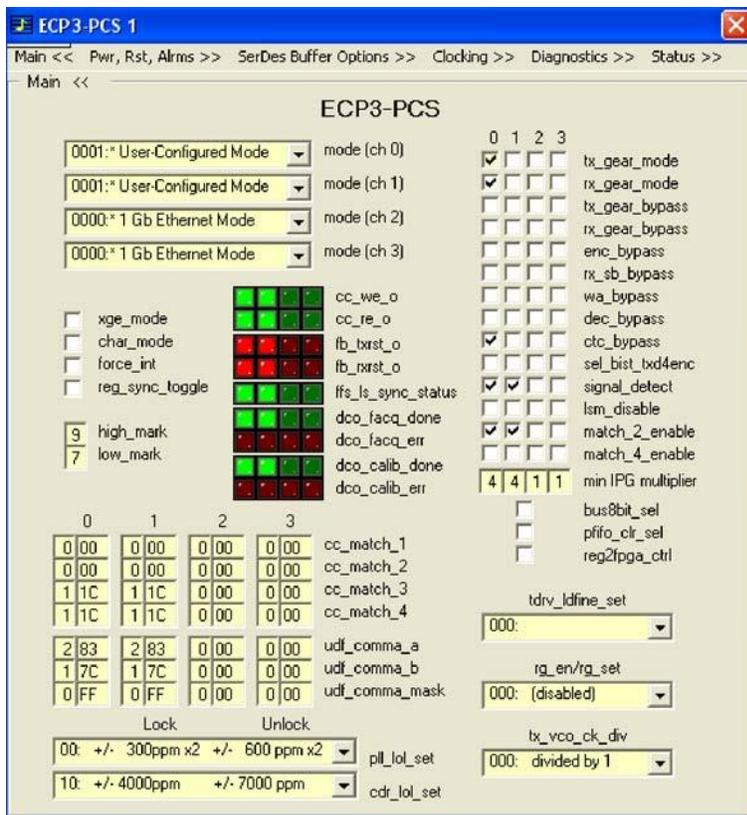 ECP3-PCS 1
Main << Pwr, Rst, Alrms >> SerDes Buffer Options >> Clocking >> Diagnostics >> Status >>
Main <<
ECP3-PCS
0001:* User-Configured Mode mode (ch 0)
0001:* User-Configured Mode mode (ch 1)
0000:* 1 Gb Ethernet Mode mode (ch 2)
0000:* 1 Gb Ethernet Mode mode (ch 3)
xge_mode
char_mode
force_int
reg_sync_toggle
9 high_mark
7 low_mark
cc_we_o
cc_re_o
fb_txrst_o
fb_rxrst_o
ffs_ls_sync_status
dco_facq_done
dco_facq_err
dco_calib_done
dco_calib_err
0 1 2 3
tx_gear_mode
rx_gear_mode
tx_gear_bypass
rx_gear_bypass
enc_bypass
rx_sb_bypass
wa_bypass
dec_bypass
ctc_bypass
sel_bist_txd4enc
signal_detect
lsm_disable
match_2_enable
match_4_enable
4 4 1 1 min IPG multiplier
bus8bit_sel
pfifo_clr_sel
reg2fpga_ctrl
0 1 2 3
0 00 0 00 0 00 0 00 cc_match_1
0 00 0 00 0 00 0 00 cc_match_2
1 1C 1 1C 0 00 0 00 cc_match_3
1 1C 1 1C 0 00 0 00 cc_match_4
2 83 2 83 0 00 0 00 udf_comma_a
1 7C 1 7C 0 00 0 00 udf_comma_b
0 FF 0 FF 0 00 0 00 udf_comma_mask
Lock Unlock
00: +/- 300ppm x2 +/- 600 ppm x2 pll_lol_set
10: +/- 4000ppm +/- 7000 ppm cdr_lol_set
tdrv_ldfine_set
000:
rg_en/rg_set
000: (disabled)
tx_vco_ck_div
000: divided by 1